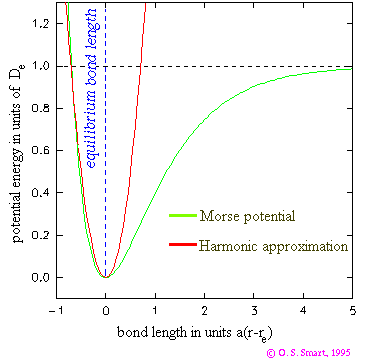 potential energy in units of D_e
1.2
1.0
0.8
0.6
0.4
0.2
0.0
equilibrium bond length
Morse potential
Harmonic approximation
−1 0 1 2 3 4 5
bond length in units a(r-r_e)
© O. S. Smart, 1995